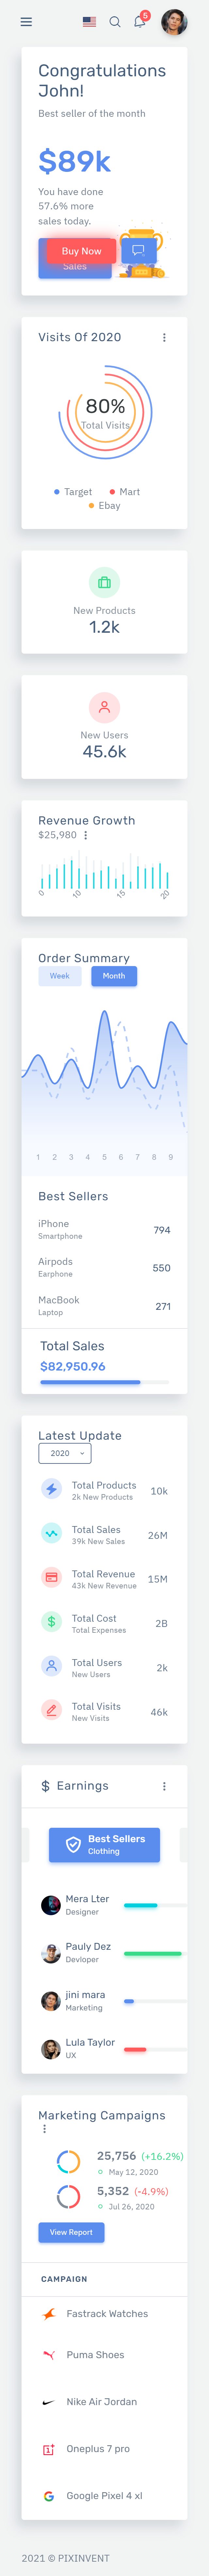 5
Congratulations
John!
Best seller of the month
$89k
You have done
57.6% more
sales today.
Buy Now
Sales
Visits Of 2020
80%
Total Visits
Target Mart
Ebay
New Products
1.2k
New Users
45.6k
Revenue Growth
$25,980
0 10 15 20
Order Summary
Week Month
1 2 3 4 5 6 7 8 9
Best Sellers
iPhone 794
Smartphone
Airpods 550
Earphone
MacBook 271
Laptop
Total Sales
$82,950.96
Latest Update
2020
Total Products 10k
2k New Products
Total Sales 26M
39k New Sales
Total Revenue 15M
43k New Revenue
Total Cost 2B
Total Expenses
Total Users 2k
New Users
Total Visits 46k
New Visits
$ Earnings
Best Sellers
Clothing
Mera Lter
Designer
Pauly Dez
Devloper
jini mara
Marketing
Lula Taylor
UX
Marketing Campaigns
25,756 (+16.2%)
May 12, 2020
5,352 (-4.9%)
Jul 26, 2020
View Report
CAMPAIGN
Fastrack Watches
Puma Shoes
Nike Air Jordan
Oneplus 7 pro
Google Pixel 4 xl
2021 © PIXINVENT